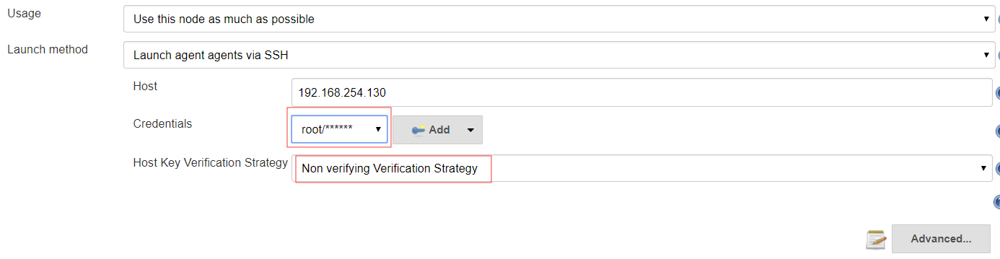 Usage
Use this node as much as possible
Launch method
Launch agent agents via SSH
Host
192.168.254.130
Credentials
root/******
Add
Host Key Verification Strategy
Non verifying Verification Strategy
Advanced...